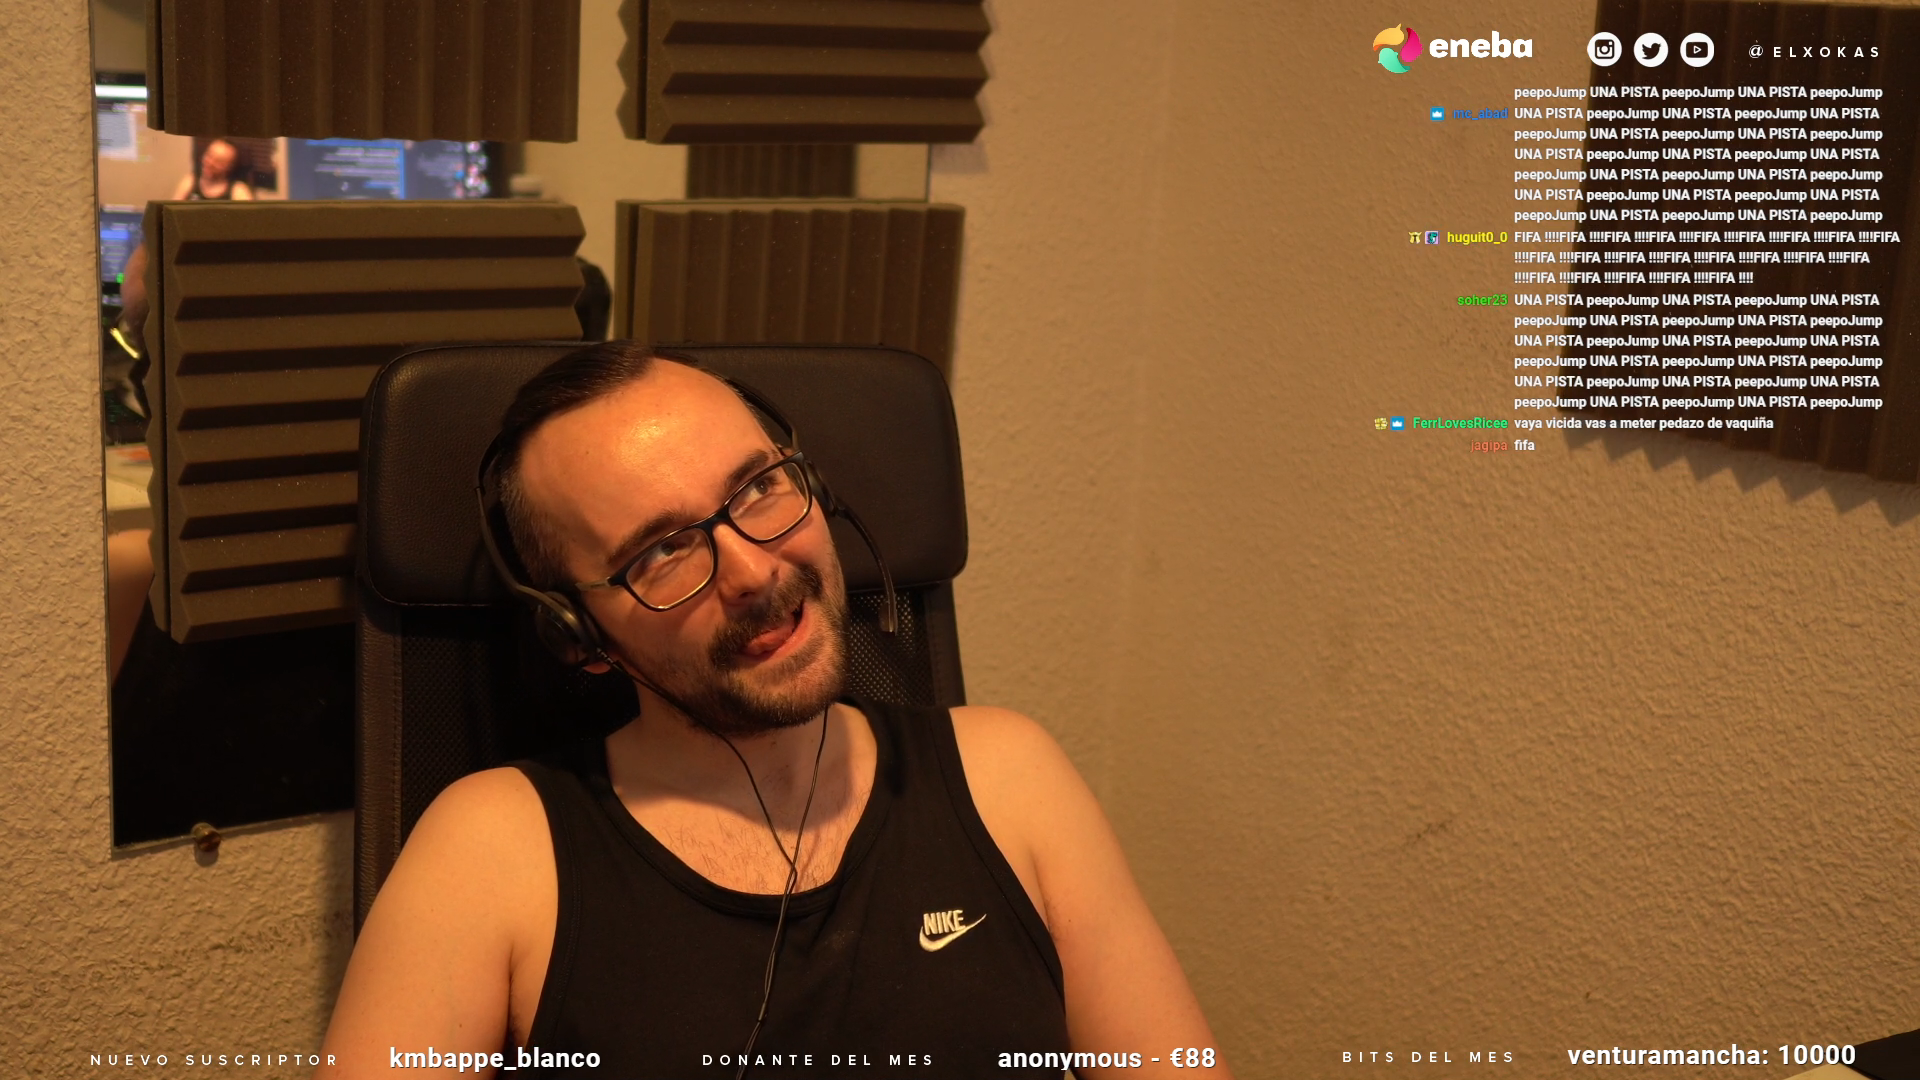 eneba
@ELXOKAS
peepoJump UNA PISTA peepoJump UNA PISTA peepoJump
mc_abad UNA PISTA peepoJump UNA PISTA peepoJump UNA PISTA
peepoJump UNA PISTA peepoJump UNA PISTA peepoJump
UNA PISTA peepoJump UNA PISTA peepoJump UNA PISTA
peepoJump UNA PISTA peepoJump UNA PISTA peepoJump
UNA PISTA peepoJump UNA PISTA peepoJump UNA PISTA
peepoJump UNA PISTA peepoJump UNA PISTA peepoJump
huguit0_0 FIFA !!!!FIFA !!!!FIFA !!!!FIFA !!!!FIFA !!!!FIFA !!!!FIFA !!!!FIFA !!!!FIFA
!!!!FIFA !!!!FIFA !!!!FIFA !!!!FIFA !!!!FIFA !!!!FIFA !!!!FIFA !!!!FIFA
!!!!FIFA !!!!FIFA !!!!FIFA !!!!FIFA !!!!FIFA !!!!
soher23 UNA PISTA peepoJump UNA PISTA peepoJump UNA PISTA
peepoJump UNA PISTA peepoJump UNA PISTA peepoJump
UNA PISTA peepoJump UNA PISTA peepoJump UNA PISTA
peepoJump UNA PISTA peepoJump UNA PISTA peepoJump
UNA PISTA peepoJump UNA PISTA peepoJump UNA PISTA
peepoJump UNA PISTA peepoJump UNA PISTA peepoJump
FerrLovesRicee vaya vicida vas a meter pedazo de vaquiña
jagipa fifa
NIKE
NUEVO SUSCRIPTOR kmbappe_blanco DONANTE DEL MES anonymous - €88 BITS DEL MES venturamancha: 10000